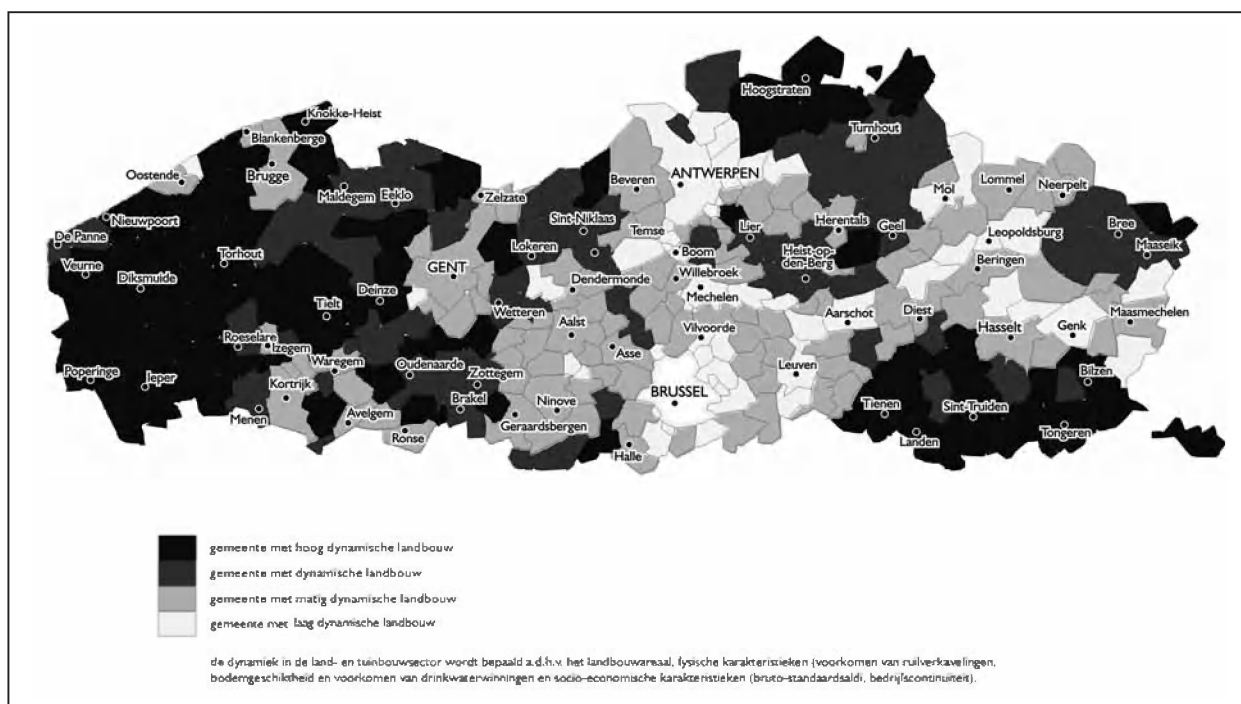 Hoogstraten
Knokke-Heist
Blankenberge
Turnhout
Oostende
Brugge
Maldegem
Eeklo
Zelzate
Beveren
ANTWERPEN
Mol
Lommel
Neerpelt
Nieuwpoort
Sint-Niklaas
Temse
Lier
Herentals
Geel
Leopoldsburg
Bree
De Panne
Veurne
Torhout
Lokeren
Boom
Heist-op-
den-Berg
Maaseik
Diksmuide
GENT
Dendermonde
Willebroek
Beringen
Deinze
Mechelen
Tielt
Wetteren
Aarschot
Diest
Maasmechelen
Roeselare
Izegem
Aalst
Vilvoorde
Hasselt
Genk
Waregem
Asse
Poperinge
Ieper
Kortrijk
Oudenaarde
Zottegem
Leuven
Bilzen
Menen
Avelgem
Brakel
Ninove
BRUSSEL
Tienen
Sint-Truiden
Ronse
Geraardsbergen
Halle
Landen
Tongeren
gemeente met hoog dynamische landbouw
gemeente met dynamische landbouw
gemeente met matig dynamische landbouw
gemeente met laag dynamische landbouw
de dynamiek in de land- en tuinbouwsector wordt bepaald a.d.h.v. het landbouwareaal, fysische karakteristieken (voorkomen van ruilverkavelingen,
bodemgeschiktheid en voorkomen van drinkwaterwinningen en socio-economische karakteristieken (bruto-standaardsaldi, bedrijfscontinuïteit).